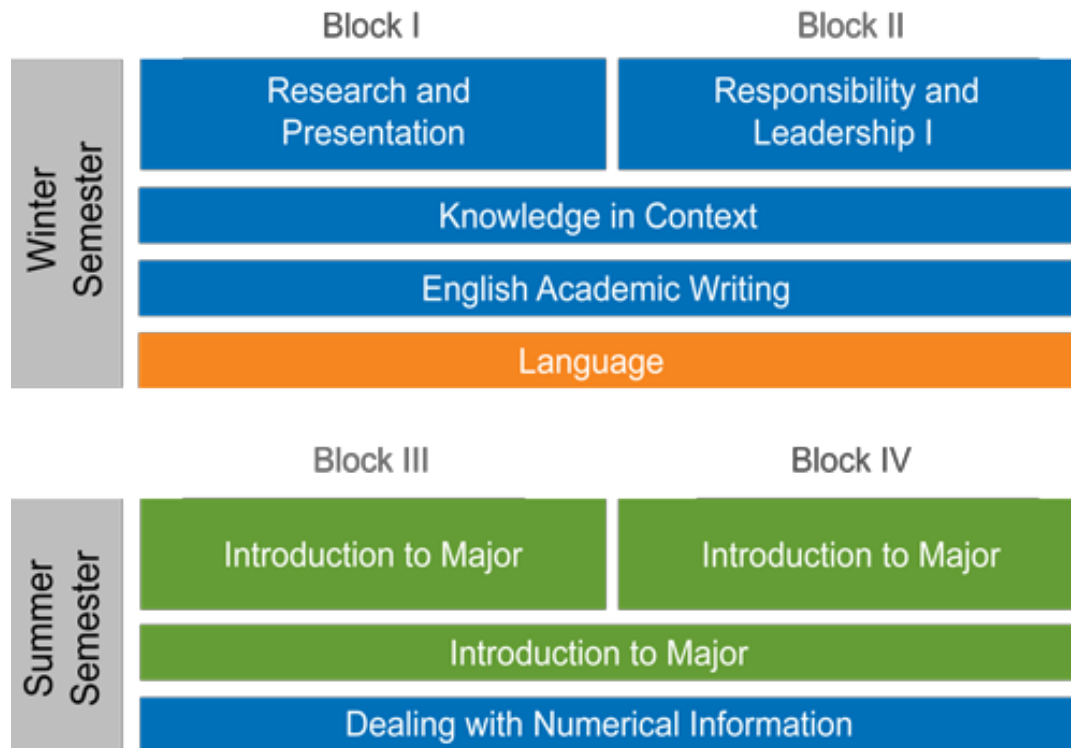 Block I
Block II
Winter
Semester
Research and
Presentation
Responsibility and
Leadership I
Knowledge in Context
English Academic Writing
Language
Block III
Block IV
Summer
Semester
Introduction to Major
Introduction to Major
Introduction to Major
Dealing with Numerical Information